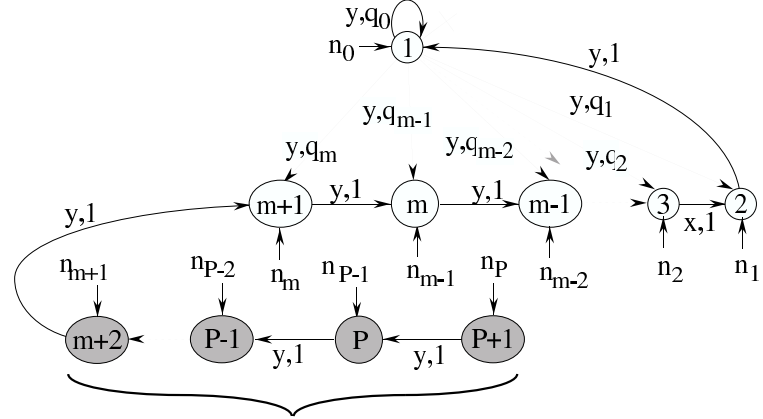 y,q0
n0
1
y,1
y,q1
y,qm-1
y,qm
y,qm-2
y,q2
m+1
y,1
m
y,1
m-1
3
x,1
2
y,1
nm
nm-1
nm-2
n2
n1
nm+1
nP-2
nP-1
nP
m+2
P-1
y,1
P
y,1
P+1